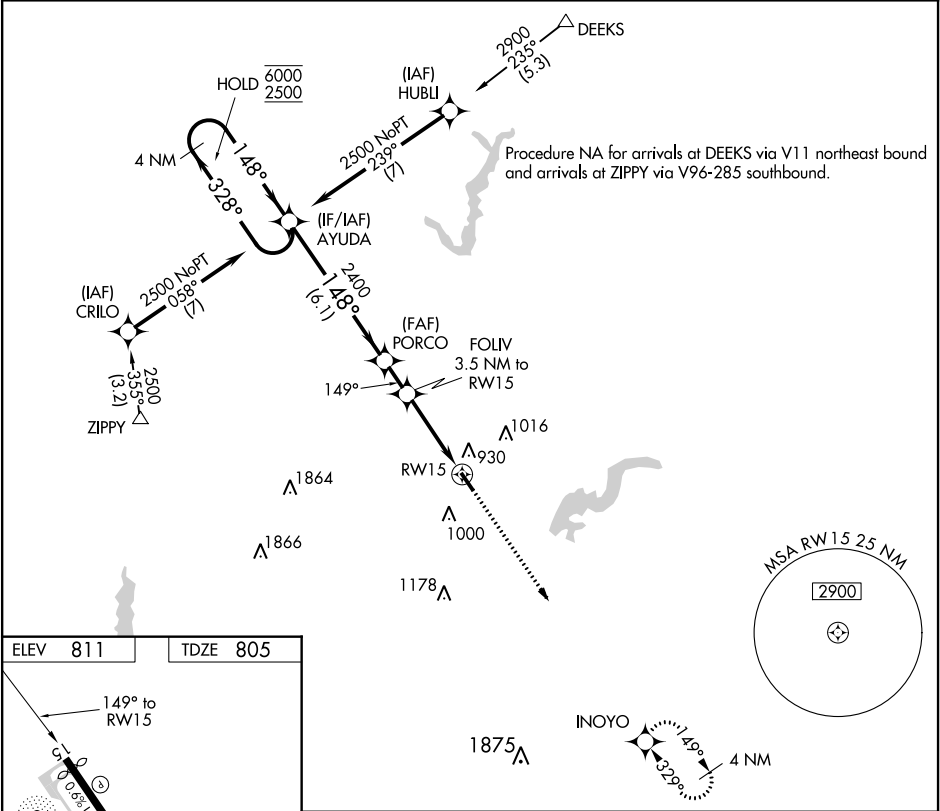 DEEKS
2900
235°
(5.3)
(IAF)
HUBLI
HOLD 6000
2500
4 NM
148°
328°
2500 NoPT
239°
(7)
Procedure NA for arrivals at DEEKS via V11 northeast bound
and arrivals at ZIPPY via V96-285 southbound.
(IF/IAF)
AYUDA
2500 NoPT
058°
(7)
(IAF)
CRILO
2400
148°
(6.1)
(FAF)
PORCO
FOLIV
3.5 NM to
RW15
149°
2500
355°
(3.2)
ZIPPY
1016
930
RW15
1864
1000
1866
1178
MSA RW15 25 NM
2900
ELEV 811
TDZE 805
149° to
RW15
15
P
INOYO
149°
4 NM
329°
1875